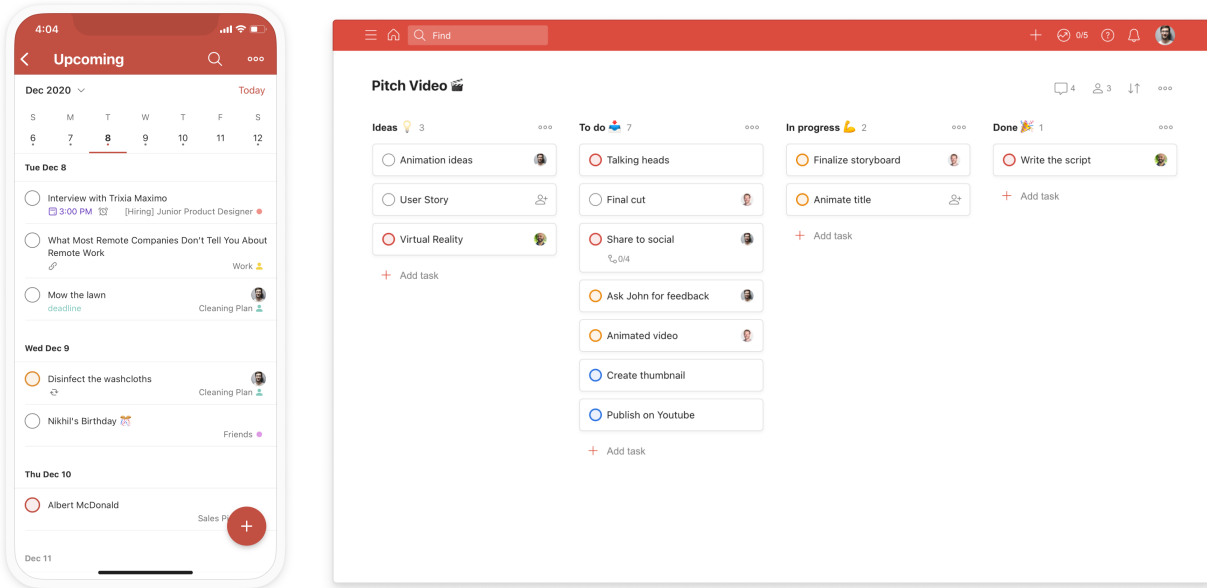 4:04
Upcoming
Dec 2020
Today
S M T W T F S
6 7 8 9 10 11 12
Tue Dec 8
Interview with Trixia Maximo
3:00 PM [Hiring] Junior Product Designer
What Most Remote Companies Don't Tell You About
Remote Work
Work
Mow the lawn
deadline Cleaning Plan
Wed Dec 9
Disinfect the washcloths
Cleaning Plan
Nikhil's Birthday 🎊
Friends
Thu Dec 10
Albert McDonald
Sales
Dec 11
Find
0/5
Pitch Video 🎬
4 3
Ideas 💡 3
Animation ideas
User Story
Virtual Reality
Add task
To do 📥 7
Talking heads
Final cut
Share to social
0/4
Ask John for feedback
Animated video
Create thumbnail
Publish on Youtube
Add task
In progress 💪 2
Finalize storyboard
Animate title
Add task
Done 🎉 1
Write the script
Add task